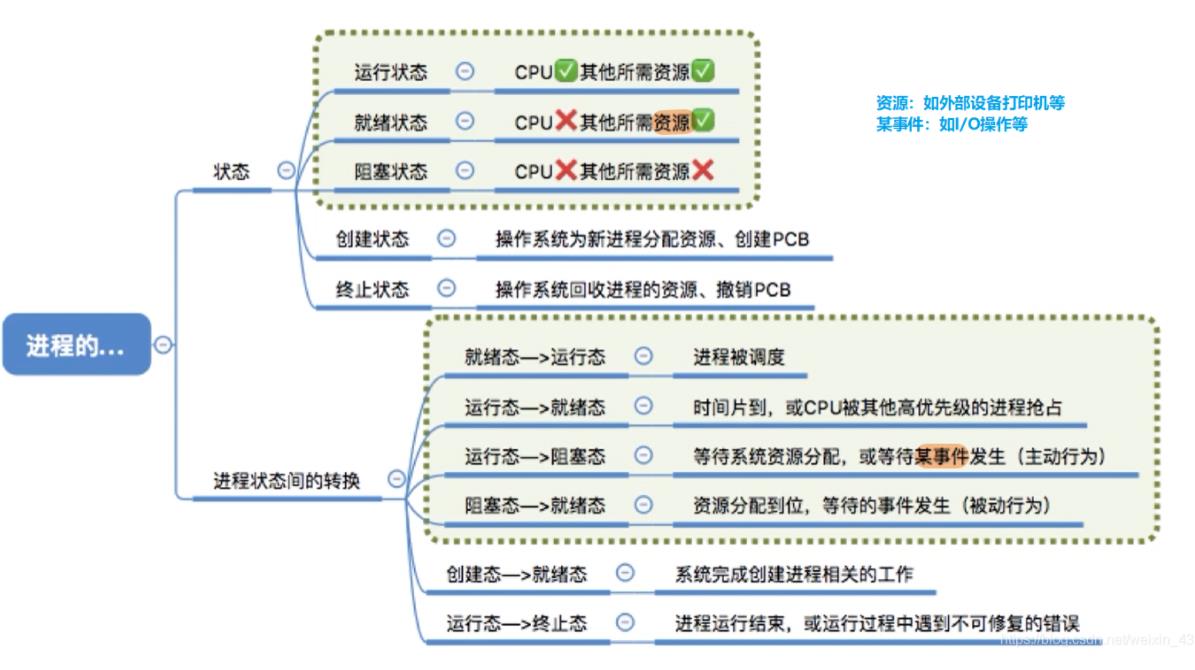 运行状态 CPU✅其他所需资源✅
资源：如外部设备打印机等
某事件：如I/O操作等
就绪状态 CPU❌其他所需资源✅
状态
阻塞状态 CPU❌其他所需资源❌
创建状态 操作系统为新进程分配资源、创建PCB
终止状态 操作系统回收进程的资源、撤销PCB
进程的...
就绪态—>运行态 进程被调度
运行态—>就绪态 时间片到，或CPU被其他高优先级的进程抢占
运行态—>阻塞态 等待系统资源分配，或等待某事件发生（主动行为）
进程状态间的转换
阻塞态—>就绪态 资源分配到位，等待的事件发生（被动行为）
创建态—>就绪态 系统完成创建进程相关的工作
运行态—>终止态 进程运行结束，或运行过程中遇到不可修复的错误
https://blog.csdn.net/weixin_43